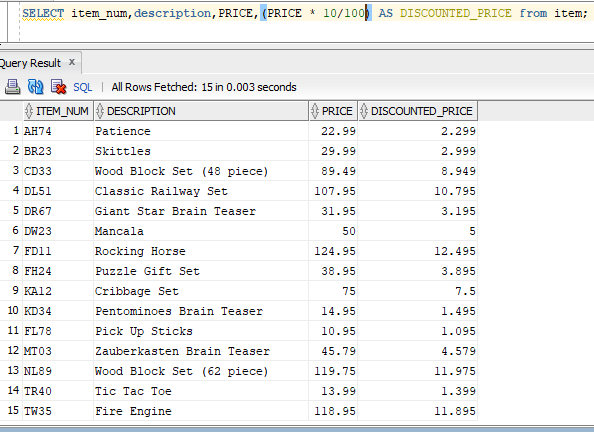 SELECT item_num,description,PRICE,(PRICE * 10/100) AS DISCOUNTED_PRICE from item;
Query Result x
SQL | All Rows Fetched: 15 in 0.003 seconds
ITEM_NUM DESCRIPTION PRICE DISCOUNTED_PRICE
1 AH74 Patience 22.99 2.299
2 BR23 Skittles 29.99 2.999
3 CD33 Wood Block Set (48 piece) 89.49 8.949
4 DL51 Classic Railway Set 107.95 10.795
5 DR67 Giant Star Brain Teaser 31.95 3.195
6 DW23 Mancala 50 5
7 FD11 Rocking Horse 124.95 12.495
8 FH24 Puzzle Gift Set 38.95 3.895
9 KA12 Cribbage Set 75 7.5
10 KD34 Pentominoes Brain Teaser 14.95 1.495
11 FL78 Pick Up Sticks 10.95 1.095
12 MT03 Zauberkasten Brain Teaser 45.79 4.579
13 NL89 Wood Block Set (62 piece) 119.75 11.975
14 TR40 Tic Tac Toe 13.99 1.399
15 TW35 Fire Engine 118.95 11.895